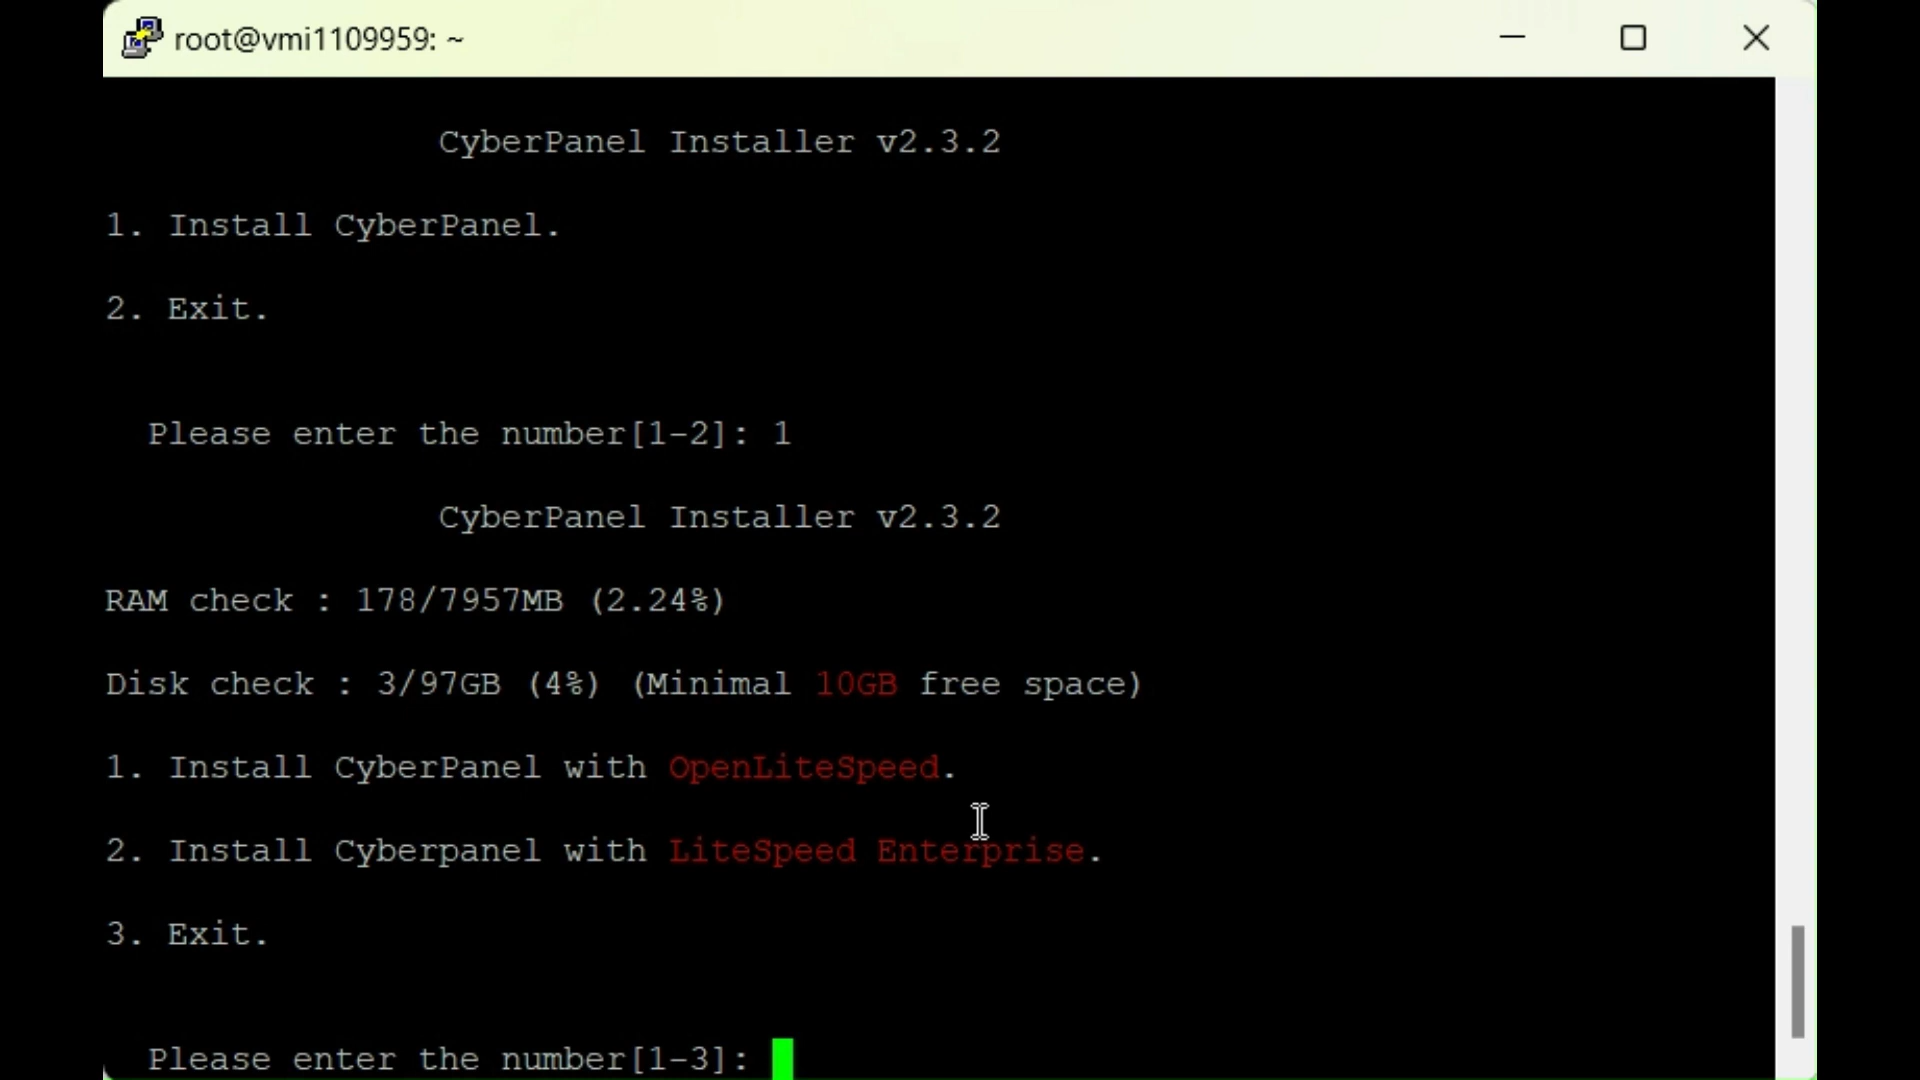 root@vmi1109959: ~
CyberPanel Installer v2.3.2
1. Install CyberPanel.
2. Exit.
Please enter the number[1-2]: 1
CyberPanel Installer v2.3.2
RAM check : 178/7957MB (2.24%)
Disk check : 3/97GB (4%) (Minimal 10GB free space)
1. Install CyberPanel with OpenLiteSpeed.
2. Install Cyberpanel with LiteSpeed Enterprise.
3. Exit.
Please enter the number[1-3]: